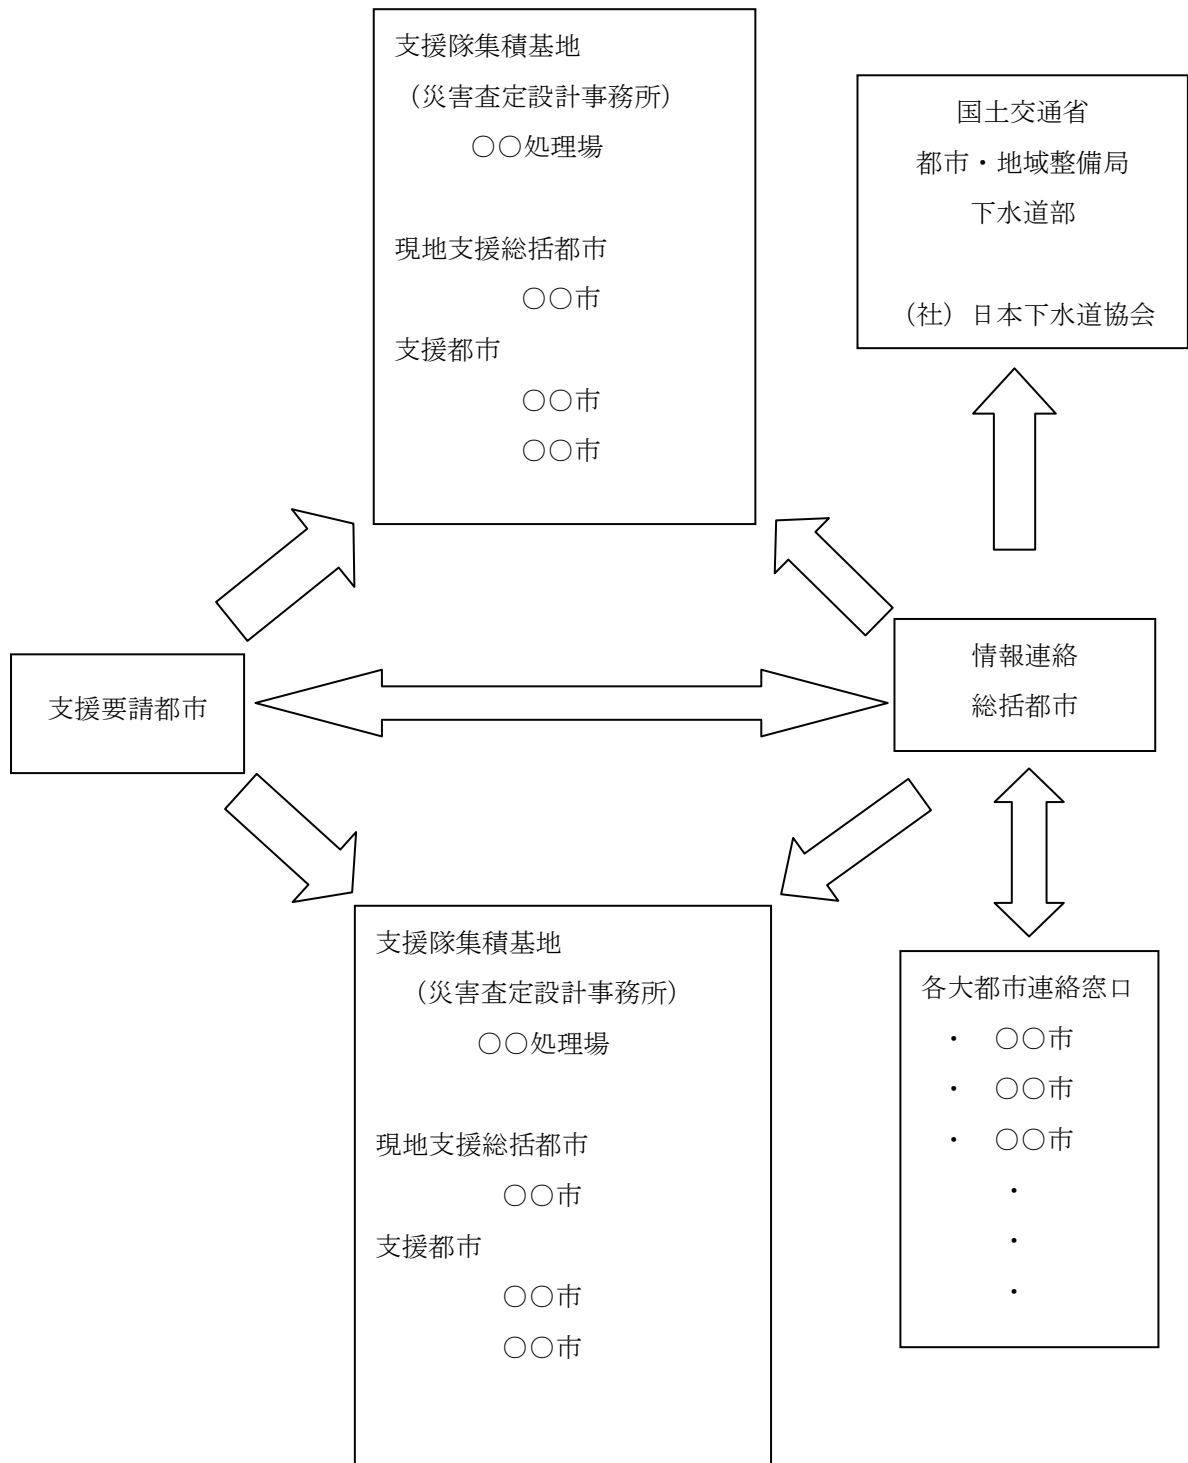 支援隊集積基地
（災害査定設計事務所）
○○処理場
現地支援総括都市
○○市
支援都市
○○市
○○市
国土交通省
都市・地域整備局
下水道部
（社）日本下水道協会
支援要請都市
情報連絡
総括都市
支援隊集積基地
（災害査定設計事務所）
○○処理場
現地支援総括都市
○○市
支援都市
○○市
○○市
各大都市連絡窓口
・　○○市
・　○○市
・　○○市
・
・
・